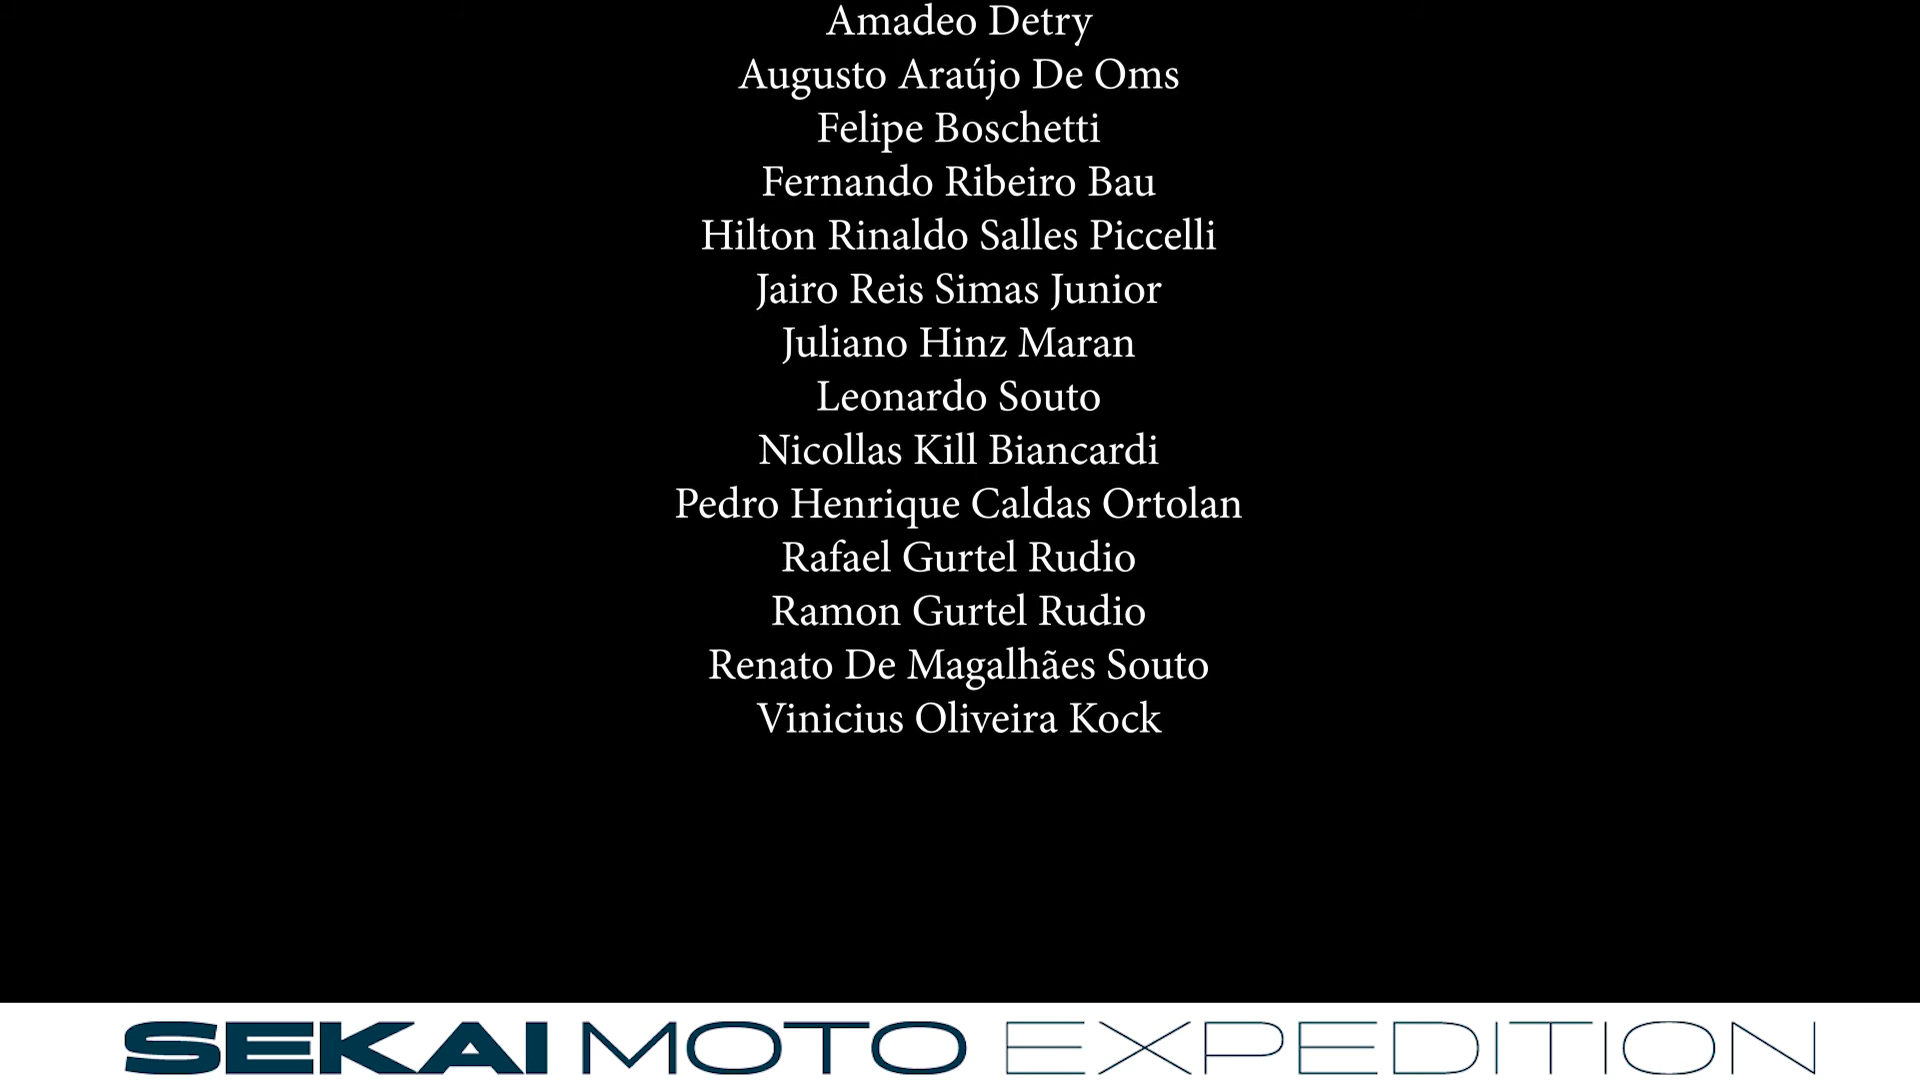 Amadeo Detry
Augusto Araújo De Oms
Felipe Boschetti
Fernando Ribeiro Bau
Hilton Rinaldo Salles Piccelli
Jairo Reis Simas Junior
Juliano Hinz Maran
Leonardo Souto
Nicollas Kill Biancardi
Pedro Henrique Caldas Ortolan
Rafael Gurtel Rudio
Ramon Gurtel Rudio
Renato De Magalhães Souto
Vinicius Oliveira Kock
SEKAI MOTO EXPEDITION